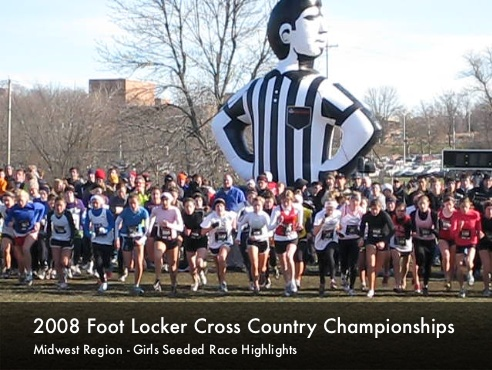 2008 Foot Locker Cross Country Championships
Midwest Region - Girls Seeded Race Highlights